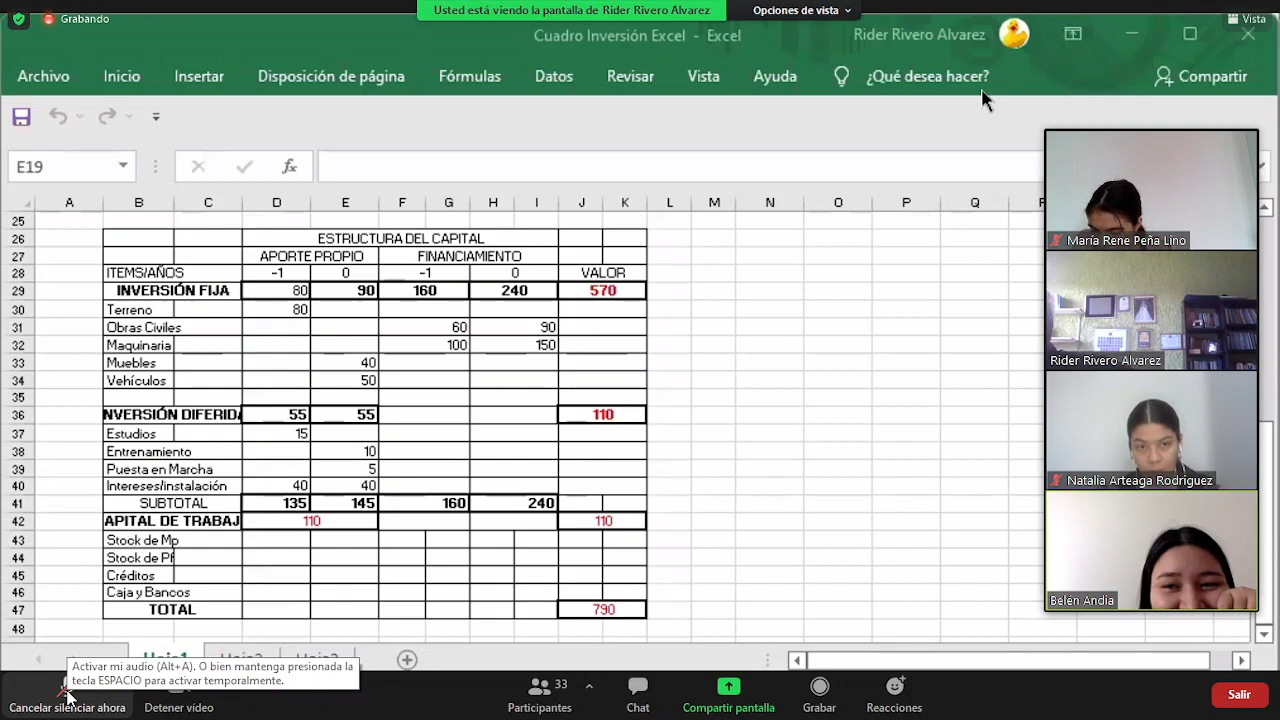 Grabando
Usted está viendo la pantalla de Rider Rivero Alvarez
Opciones de vista
Vista
Cuadro Inversión Excel - Excel
Rider Rivero Alvarez
Archivo Inicio Insertar Disposición de página Fórmulas Datos Revisar Vista Ayuda ¿Qué desea hacer? Compartir
E19 fx
A B C D E F G H I J K L M N O P Q
25
26 ESTRUCTURA DEL CAPITAL
27 APORTE PROPIO FINANCIAMIENTO
28 ITEMS/AÑOS -1 0 -1 0 VALOR
29 INVERSIÓN FIJA 80 90 160 240 570
30 Terreno 80
31 Obras Civiles 60 90
32 Maquinaria 100 150
33 Muebles 40
34 Vehículos 50
35
36 NVERSIÓN DIFERIDA 55 55 110
37 Estudios 15
38 Entrenamiento 10
39 Puesta en Marcha 5
40 Intereses/instalación 40 40
41 SUBTOTAL 135 145 160 240
42 APITAL DE TRABAJ 110 110
43 Stock de Mp
44 Stock de Pf
45 Créditos
46 Caja y Bancos
47 TOTAL 790
48
María Rene Peña Lino
Rider Rivero Alvarez
Natalia Arteaga Rodriguez
Belén Andia
Hoja1
Activar mi audio (Alt+A). O bien mantenga presionada la
tecla ESPACIO para activar temporalmente.
Cancelar silenciar ahora
Detener video
33
Participantes
Chat
Compartir pantalla
Grabar
Reacciones
Salir